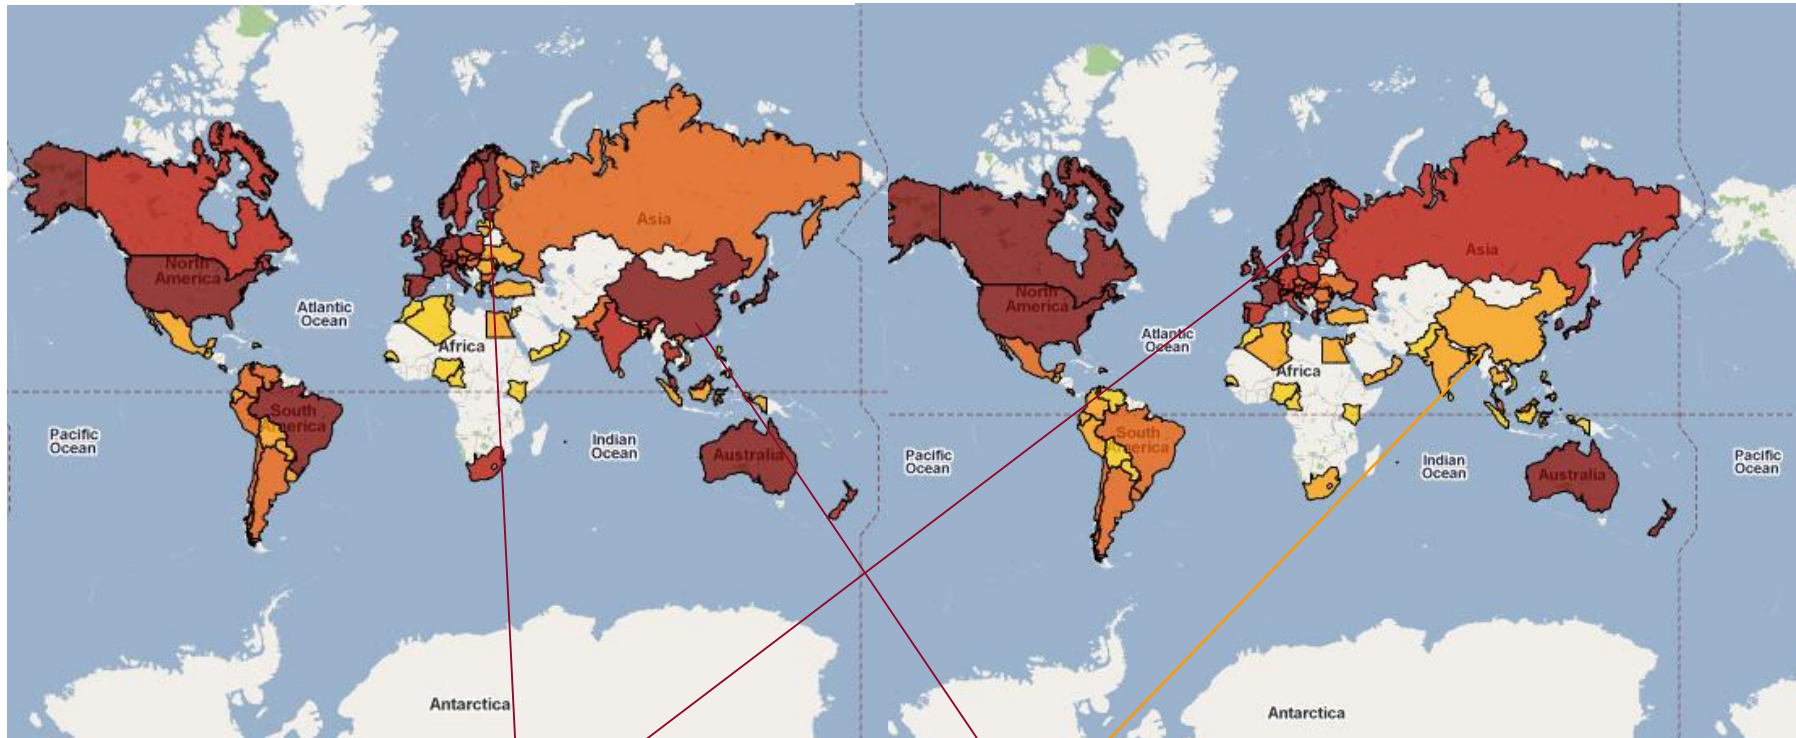 Asia
North
America
Atlantic
Ocean
Africa
South
America
Pacific
Ocean
Indian
Ocean
Australia
Antarctica
Asia
North
America
Atlantic
Ocean
Africa
South
America
Pacific
Ocean
Indian
Ocean
Pacific
Ocean
Australia
Antarctica